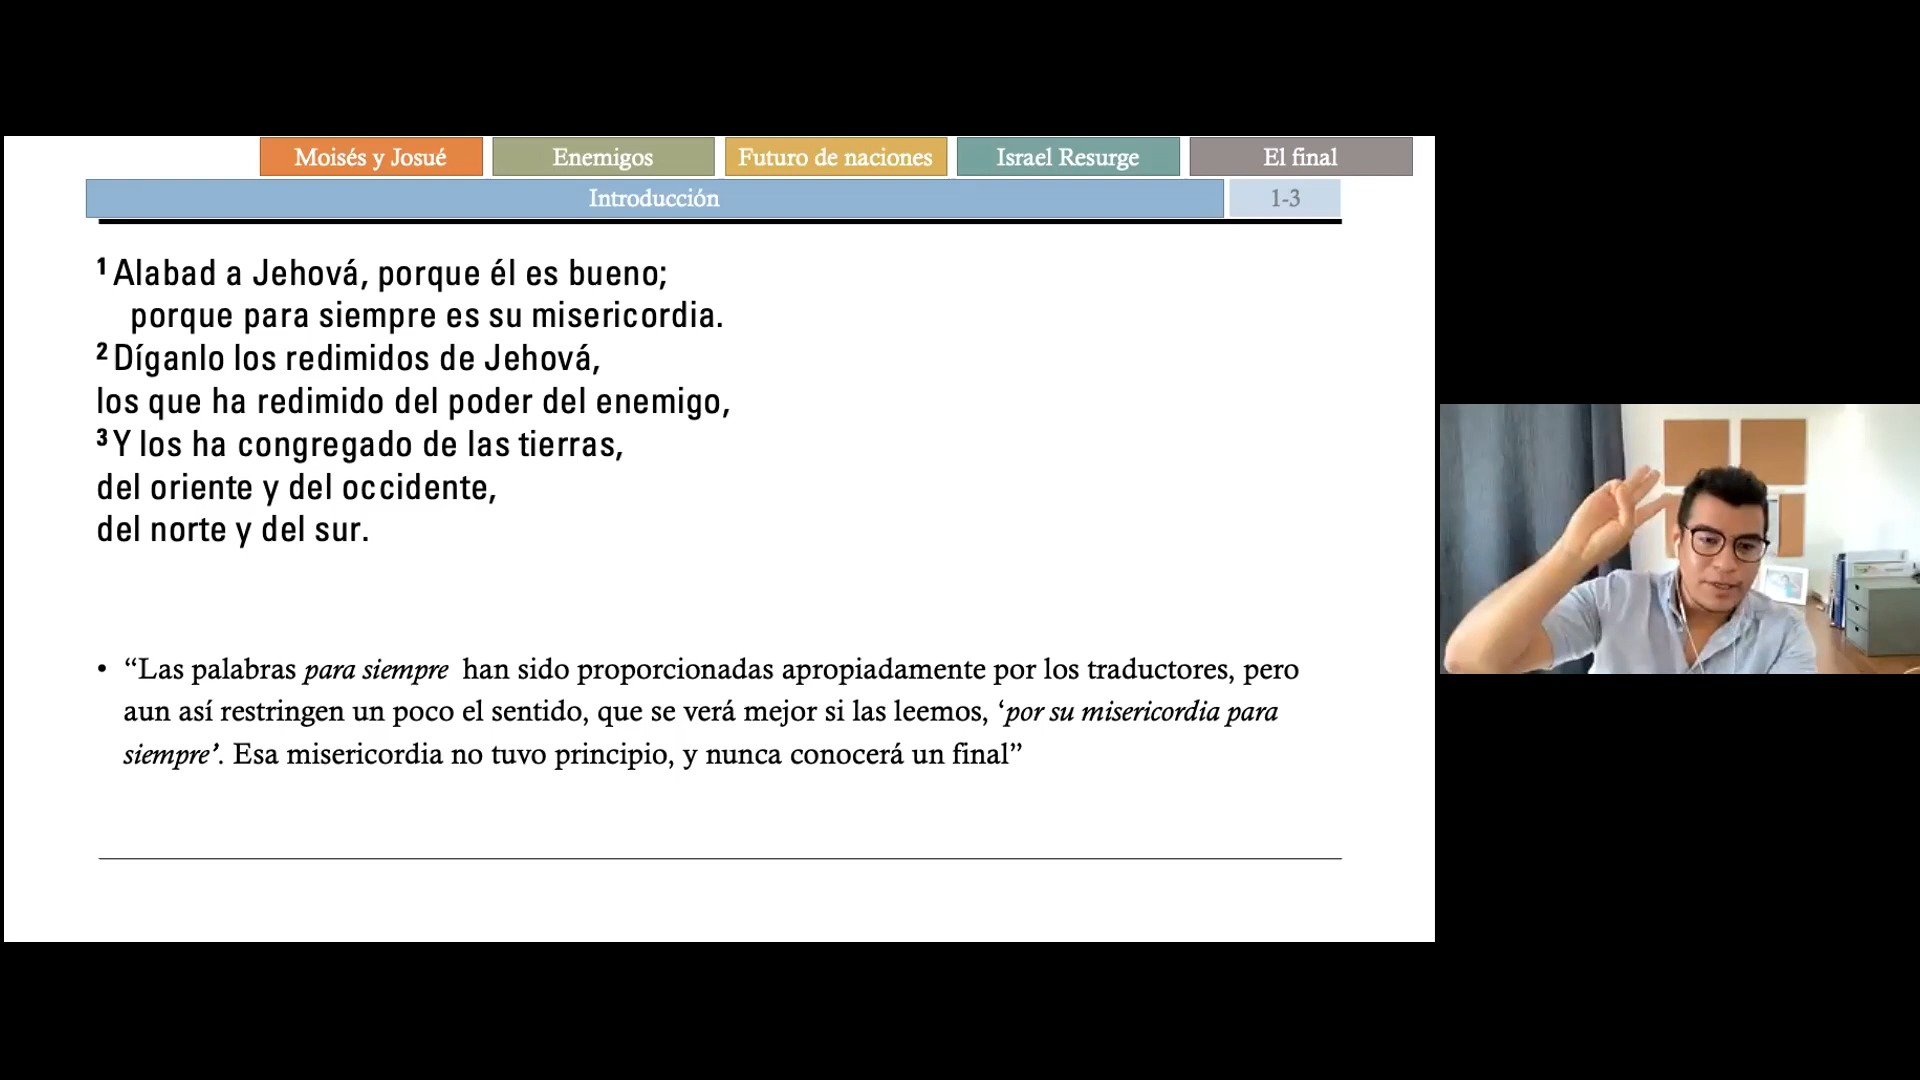 Moisés y Josué
Enemigos
Futuro de naciones
Israel Resurge
El final
Introducción
1-3
1 Alabad a Jehová, porque él es bueno;
porque para siempre es su misericordia.
2 Díganlo los redimidos de Jehová,
los que ha redimido del poder del enemigo,
3 Y los ha congregado de las tierras,
del oriente y del occidente,
del norte y del sur.
• “Las palabras para siempre han sido proporcionadas apropiadamente por los traductores, pero
aun así restringen un poco el sentido, que se verá mejor si las leemos, ‘por su misericordia para
siempre’. Esa misericordia no tuvo principio, y nunca conocerá un final”